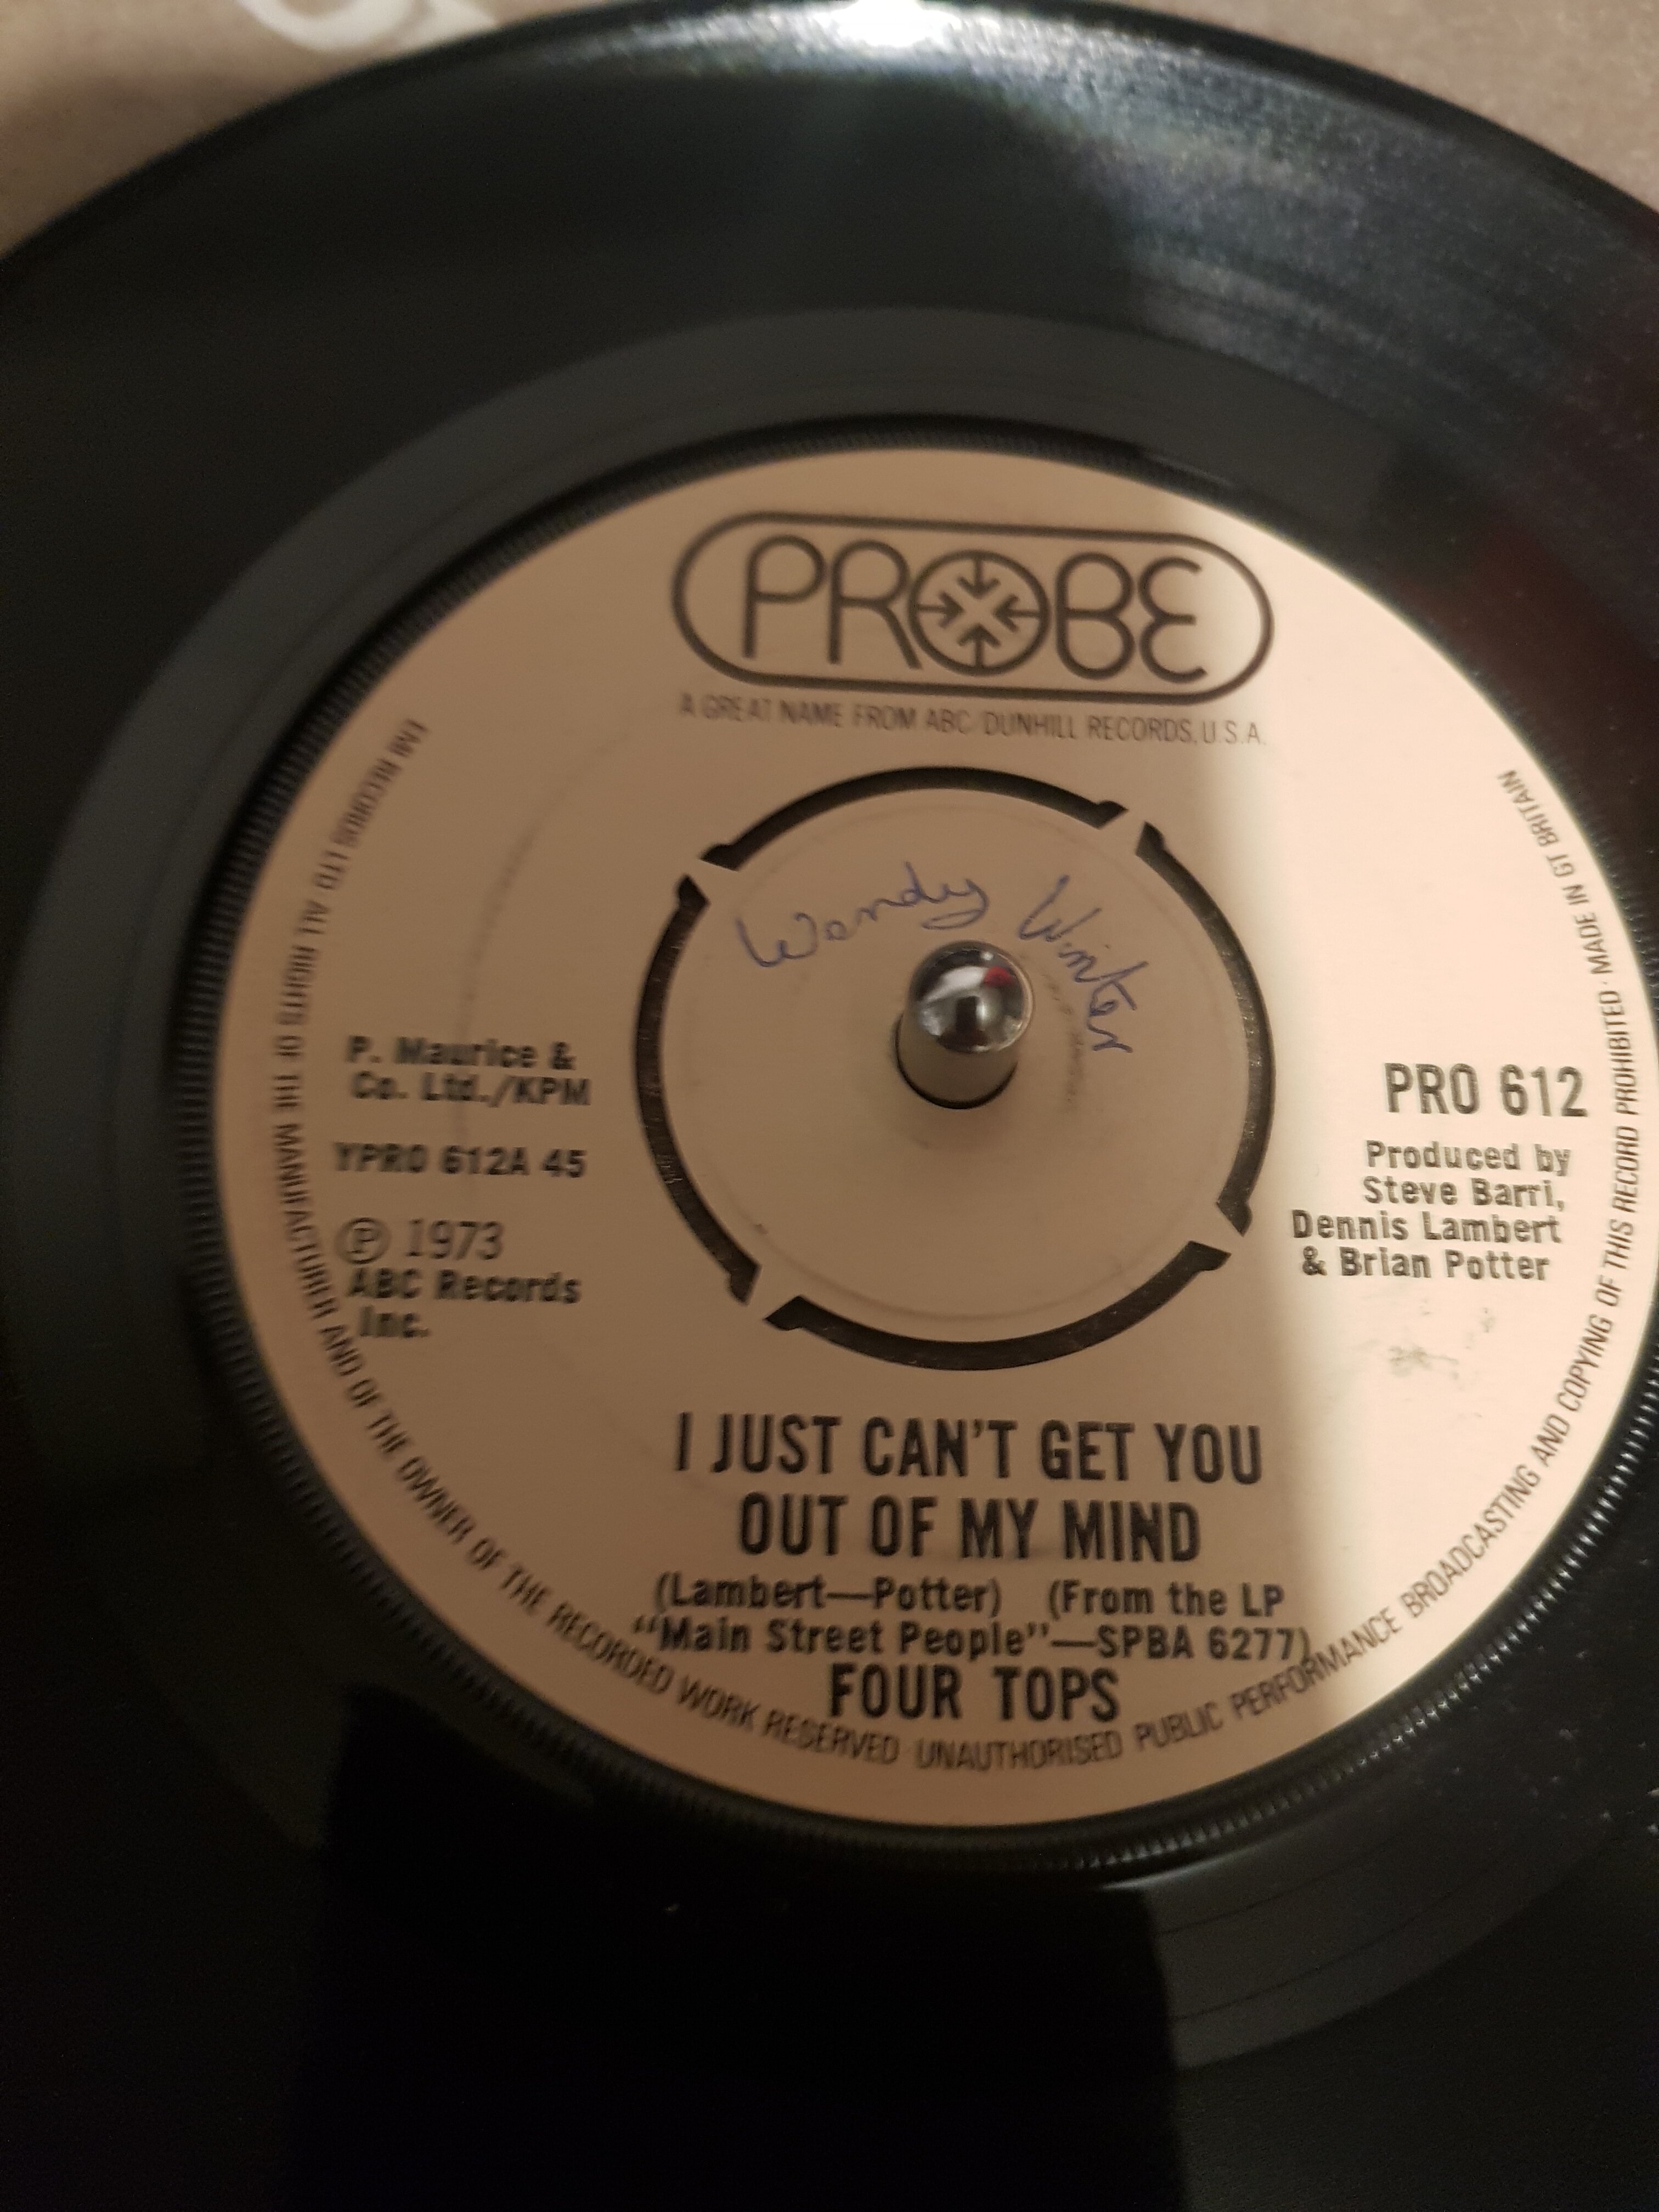 PROBE
A GREAT NAME FROM ABC/DUNHILL RECORDS, U.S.A.
Wendy Winter
P. Maurice &
Co. Ltd./KPM
YPRO 612A 45
Ⓟ 1973
ABC Records
Inc.
PRO 612
Produced by
Steve Barri,
Dennis Lambert
& Brian Potter
I JUST CAN'T GET YOU
OUT OF MY MIND
(Lambert—Potter) (From the LP
"Main Street People"—SPBA 6277)
FOUR TOPS
EMI RECORDS LTD ALL RIGHTS OF THE MANUFACTURER AND OF THE OWNER OF THE RECORDED WORK RESERVED UNAUTHORISED PUBLIC PERFORMANCE BROADCASTING AND COPYING OF THIS RECORD PROHIBITED · MADE IN GT BRITAIN